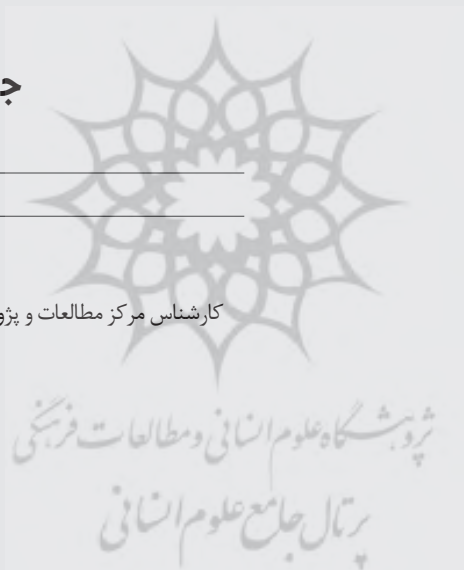 کارشناس مرکز مطالعات و
پژوهشگاه علوم انسانی و مطالعات فرهنگی
پرتال جامع علوم انسانی